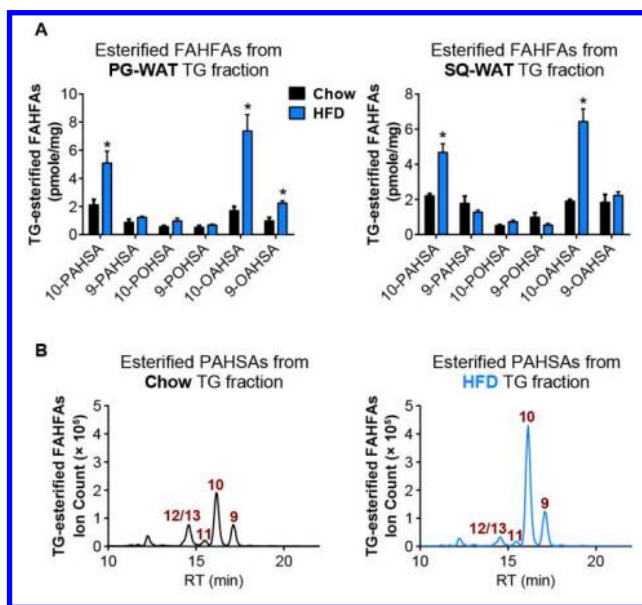 A
Esterified FAHFAs from
PG-WAT TG fraction
TG-esterified FAHFAs
(pmole/mg)
10
8
6
4
2
0
Chow
HFD
*
*
*
10-PAHSA
9-PAHSA
10-POHSA
9-POHSA
10-OAHSA
9-OAHSA
Esterified FAHFAs from
SQ-WAT TG fraction
TG-esterified FAHFAs
(pmole/mg)
8
6
4
2
0
*
*
10-PAHSA
9-PAHSA
10-POHSA
9-POHSA
10-OAHSA
9-OAHSA
B
Esterified PAHSAs from
Chow TG fraction
TG-esterified FAHFAs
Ion Count (× 10⁵)
5
4
3
2
1
0
12/13
11
10
9
10 15 20
RT (min)
Esterified PAHSAs from
HFD TG fraction
TG-esterified FAHFAs
Ion Count (× 10⁵)
5
4
3
2
1
0
12/13
11
10
9
10 15 20
RT (min)